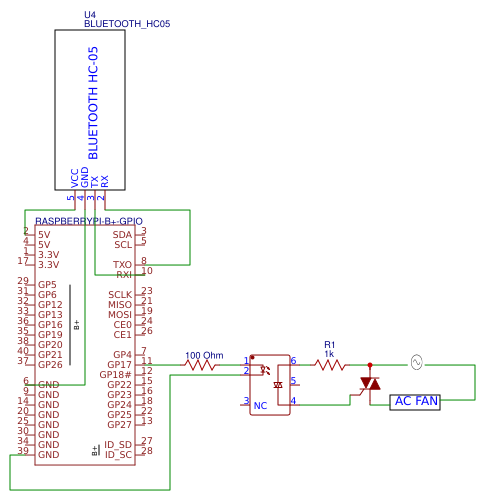 U4
BLUETOOTH_HC05
BLUETOOTH HC-05
VCC
GND
TX
RX
5
4
3
2
RASPBERRYPI-B+-GPIO
2 5V SDA 3
4 5V SCL 5
1 3.3V
17 3.3V TXO 8
RXI 10
29 GP5
31 GP6 SCLK 23
32 GP12 MISO 21
33 GP13 MOSI 19
36 GP16 CE0 24
35 GP19 CE1 26
38 GP20
40 GP21 GP4 7
37 GP26 GP17 11
GP18# 12
6 GND GP22 15
9 GND GP23 16
14 GND GP24 18
20 GND GP25 22
25 GND GP27 13
30 GND
34 GND ID_SD 27
39 GND ID_SC 28
B+
B+
100 Ohm
1
2
3
NC
6
5
4
R1
1k
AC FAN